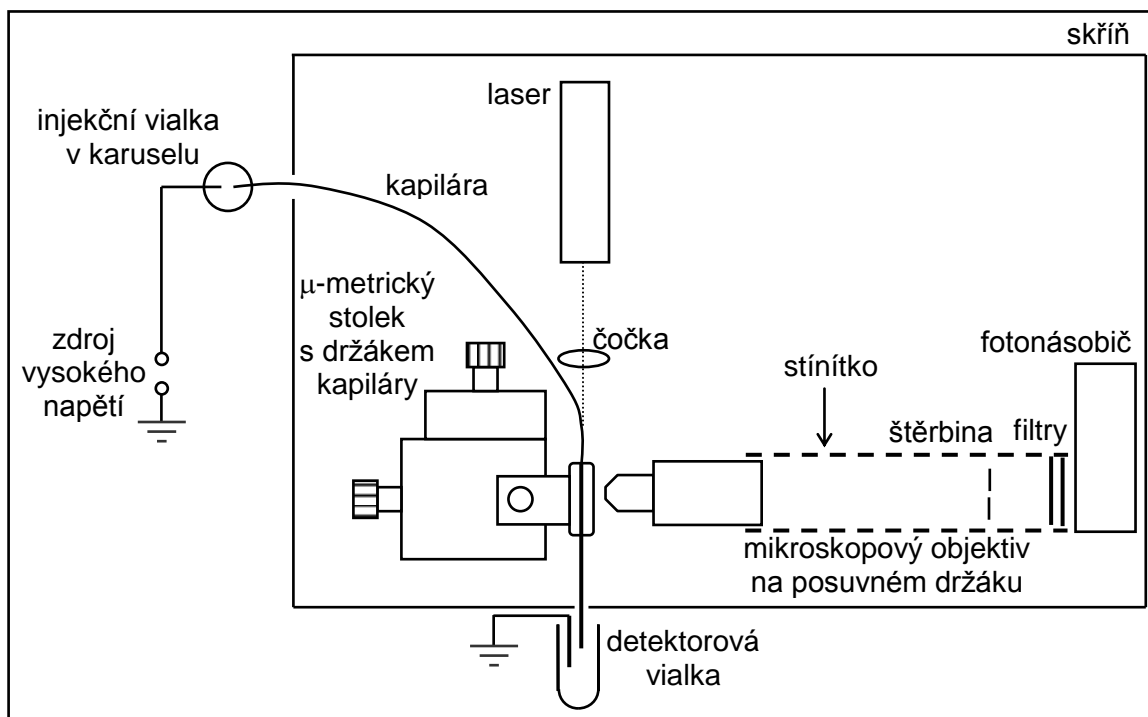 skříň
laser
injekční vialka
v karuselu
kapilára
μ-metrický
stolek
s držákem
kapiláry
čočka
zdroj
vysokého
napětí
fotonásobič
stínítko
štěrbina
filtry
mikroskopový objektiv
na posuvném držáku
detektorová
vialka